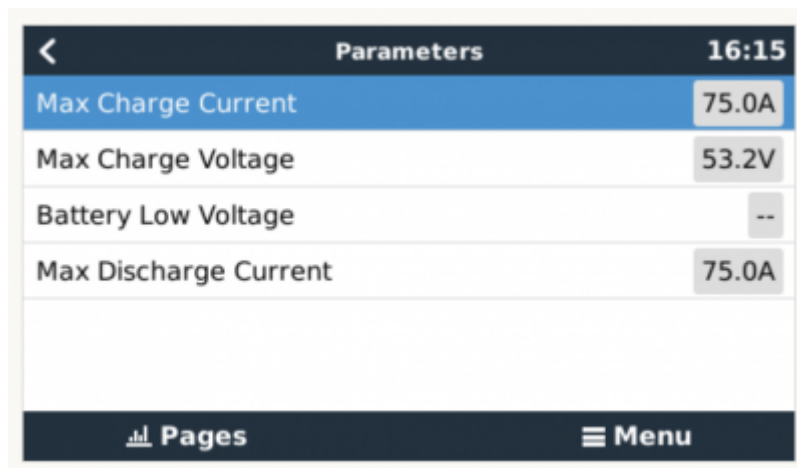 Parameters 16:15
Max Charge Current 75.0A
Max Charge Voltage 53.2V
Battery Low Voltage --
Max Discharge Current 75.0A
Pages Menu